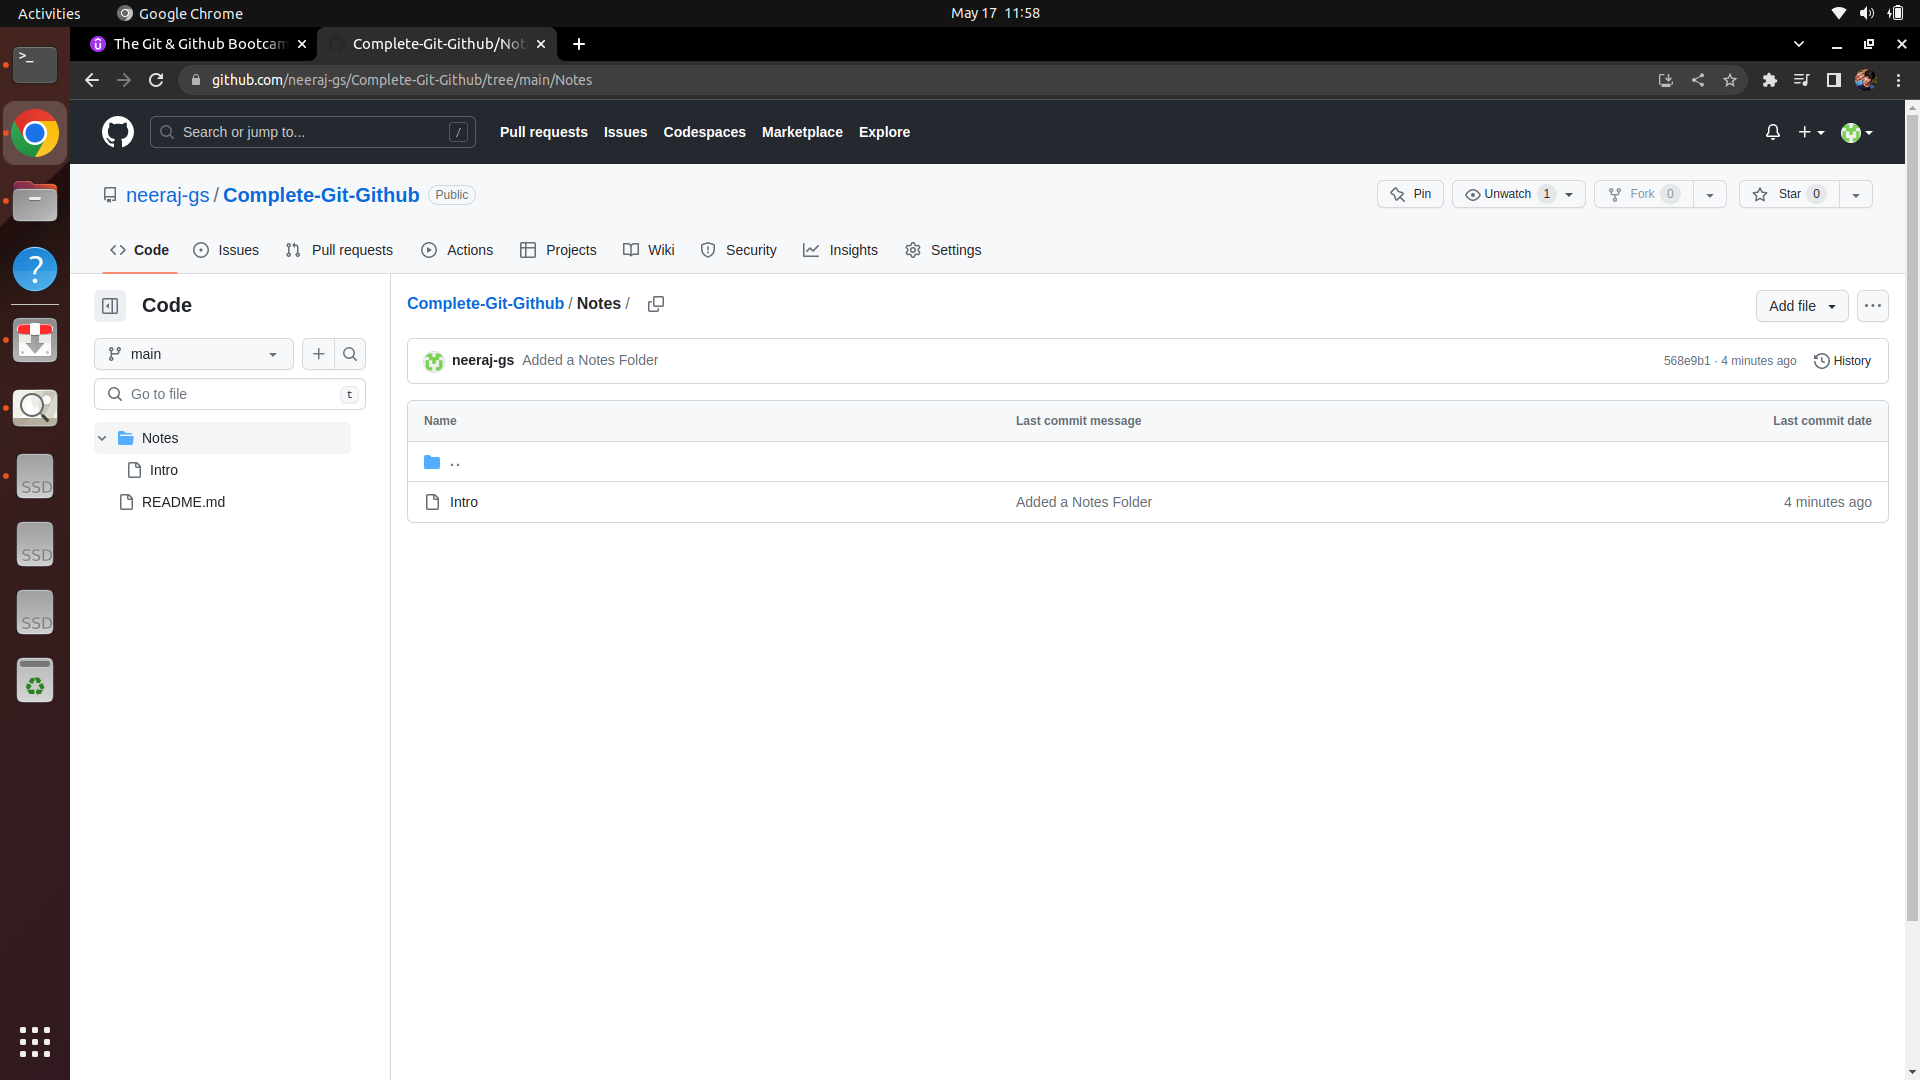 Activities Google Chrome May 17 11:58
The Git & Github Bootcam Complete-Git-Github/Not
github.com/neeraj-gs/Complete-Git-Github/tree/main/Notes
Search or jump to... / Pull requests Issues Codespaces Marketplace Explore
neeraj-gs / Complete-Git-Github Public Pin Unwatch 1 Fork 0 Star 0
Code Issues Pull requests Actions Projects Wiki Security Insights Settings
Code
Complete-Git-Github / Notes / Add file
main
neeraj-gs Added a Notes Folder 568e9b1 · 4 minutes ago History
Go to file t
Name Last commit message Last commit date
Notes
..
Intro
Intro Added a Notes Folder 4 minutes ago
README.md
SSD
SSD
SSD